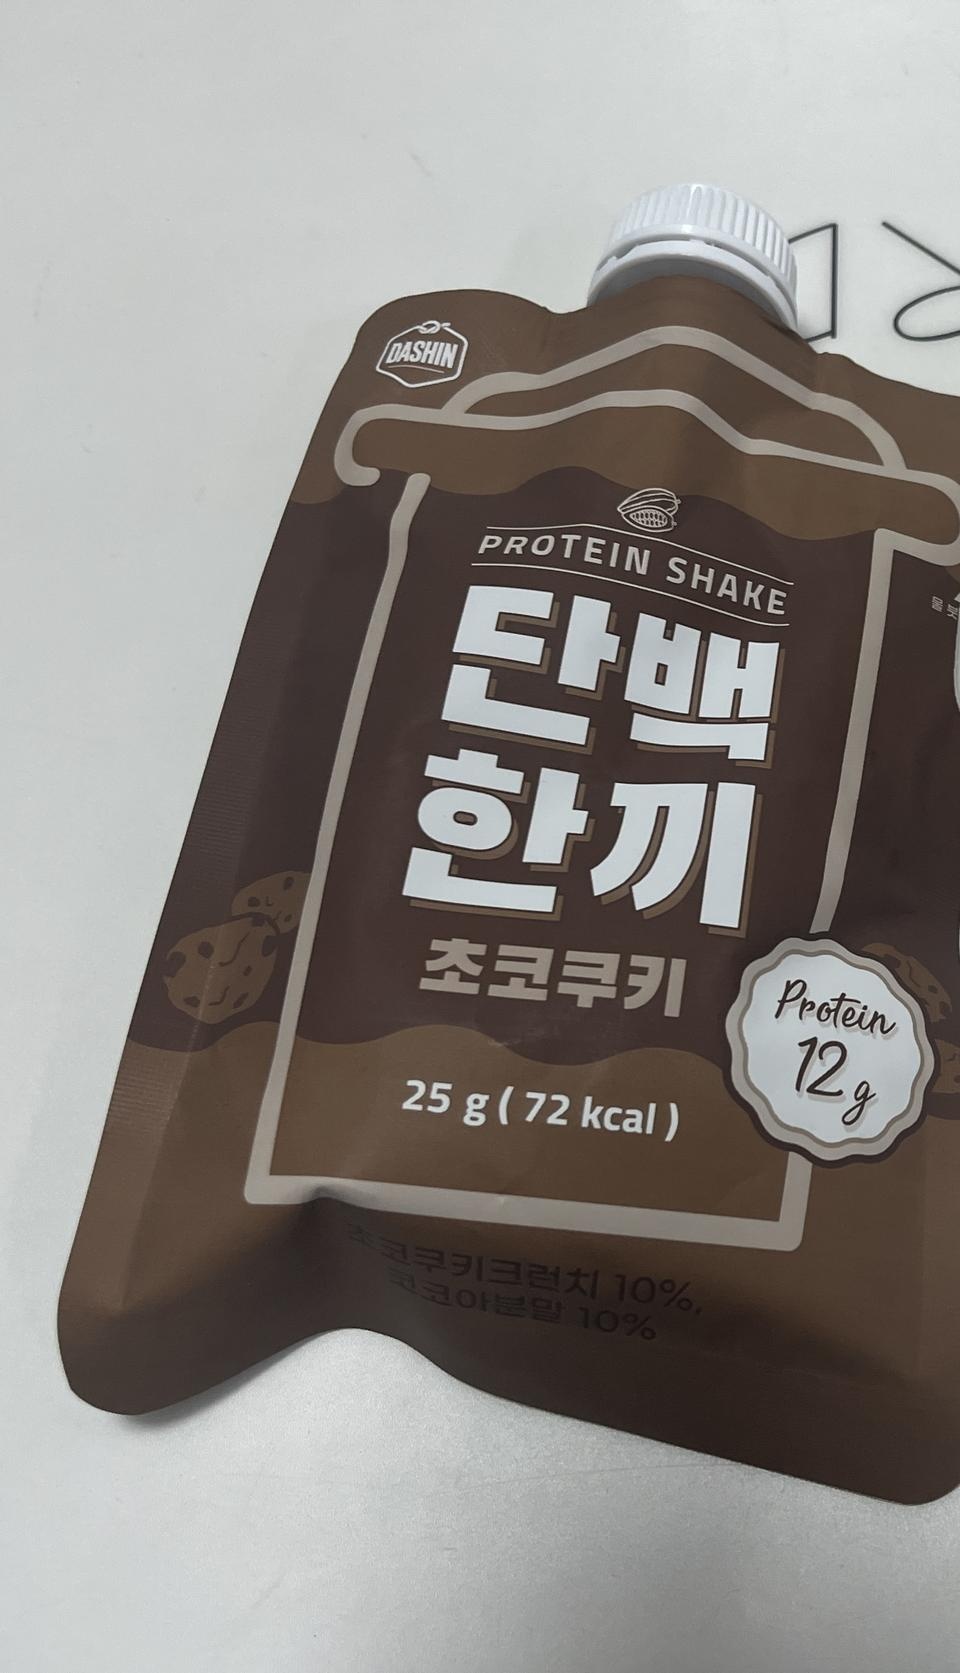 DASHIN
PROTEIN SHAKE
단백
한끼
초코쿠키
Protein
12g
25 g ( 72 kcal )
초코쿠키크런치 10%,
코코아분말 10%